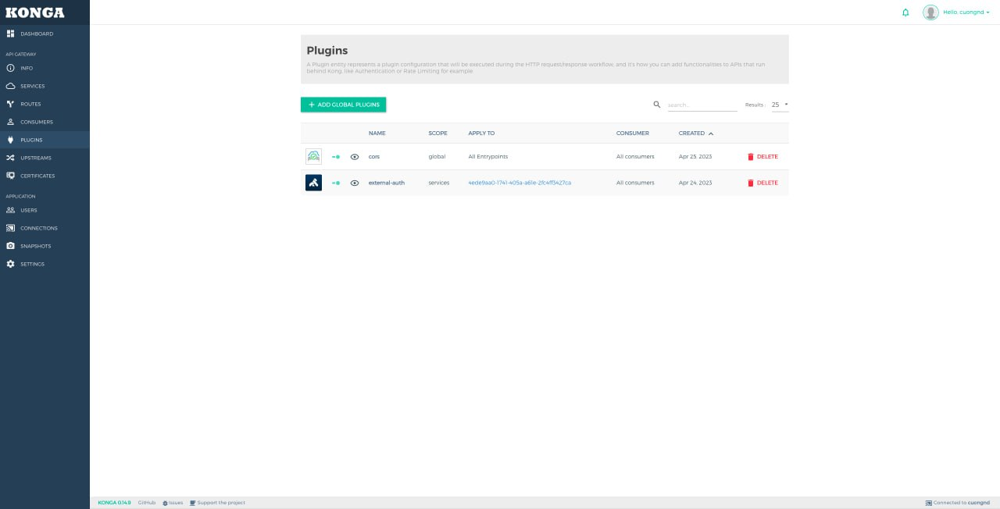 KONGA
Hello, cuongnd
DASHBOARD
API GATEWAY
INFO
SERVICES
ROUTES
CONSUMERS
PLUGINS
UPSTREAMS
CERTIFICATES
APPLICATION
USERS
CONNECTIONS
SNAPSHOTS
SETTINGS
Plugins
A Plugin entity represents a plugin configuration that will be executed during the HTTP request/response workflow, and it's how you can add functionalities to APIs that run
behind Kong, like Authentication or Rate Limiting for example.
+ ADD GLOBAL PLUGINS
search...
Results : 25
NAME SCOPE APPLY TO CONSUMER CREATED
cors global All Entrypoints All consumers Apr 25, 2023 DELETE
external-auth services 4ede9aa0-1741-405a-a61e-2fc4ff3427ca All consumers Apr 24, 2023 DELETE
KONGA 0.14.9 GitHub Issues Support the project Connected to cuongnd